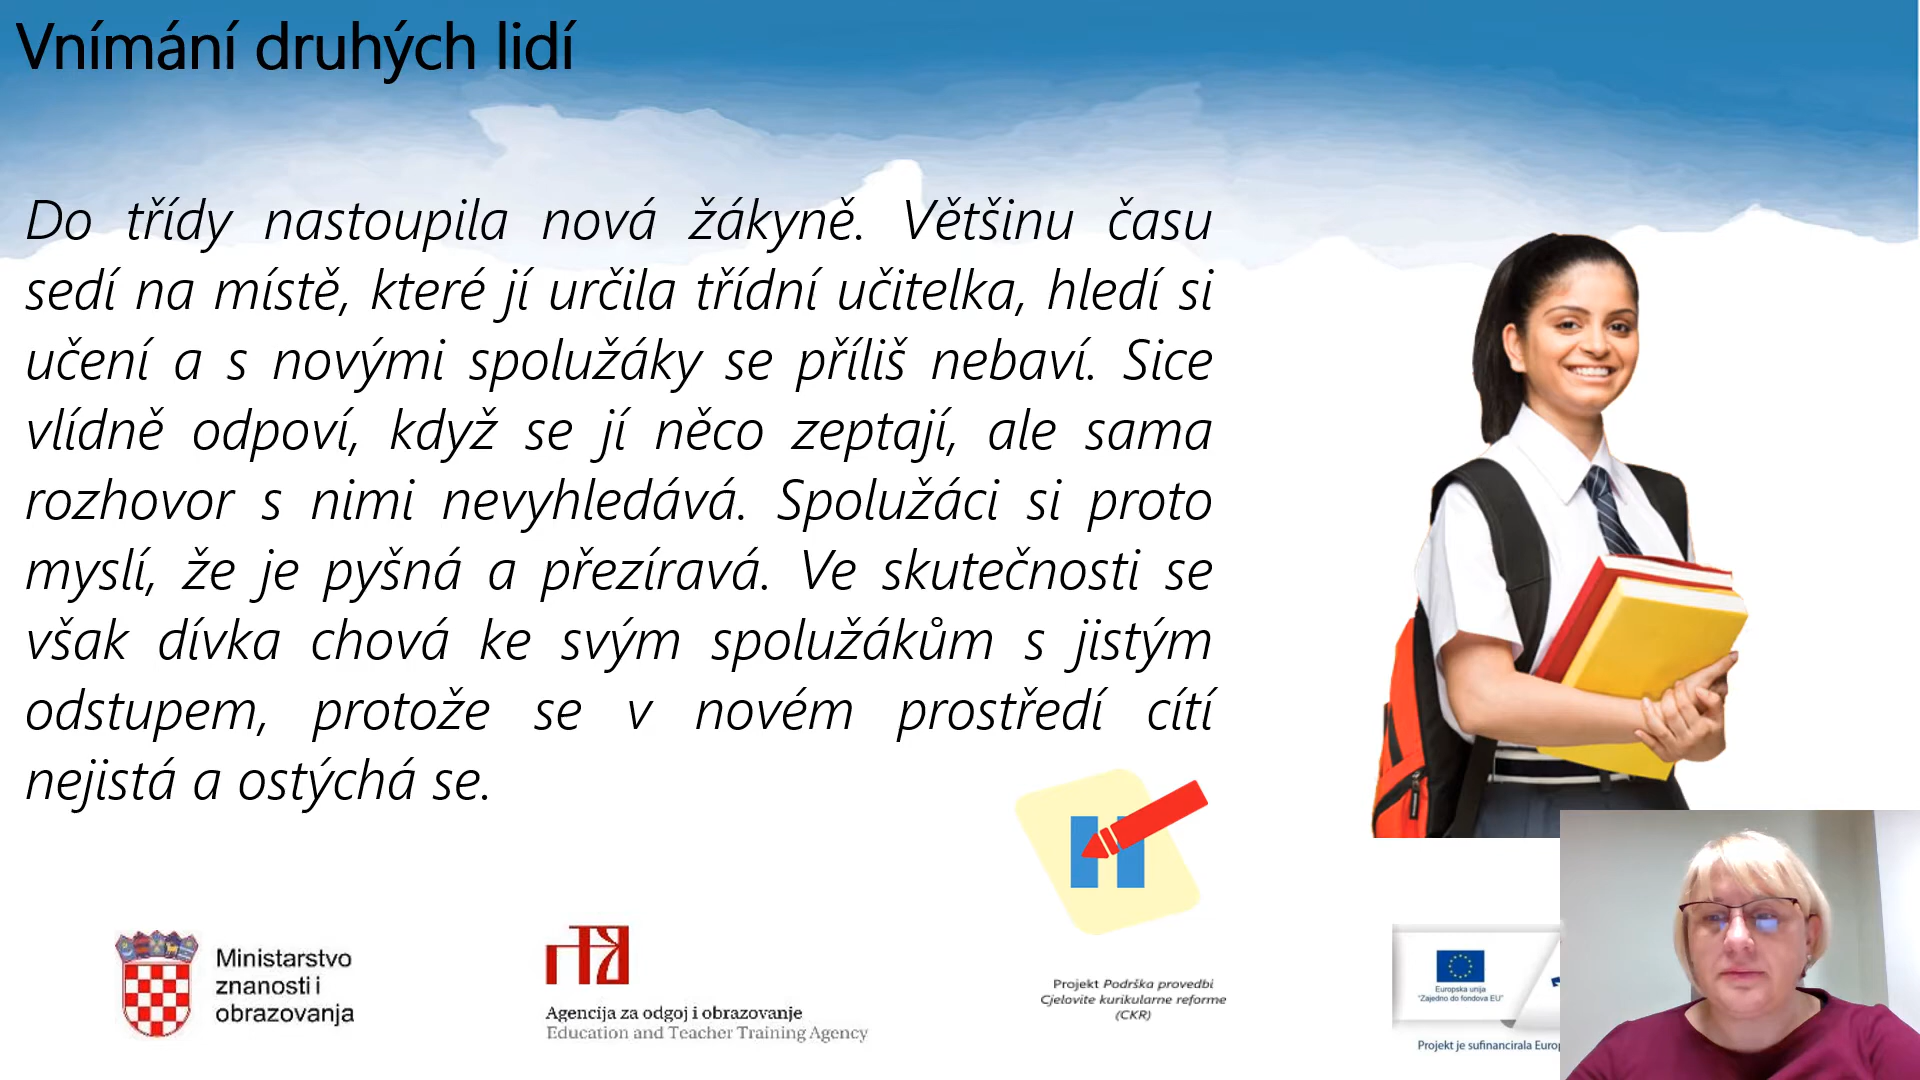 Vnímání druhých lidí
Do třídy nastoupila nová žákyně. Většinu času
sedí na místě, které jí určila třídní učitelka, hledí si
učení a s novými spolužáky se příliš nebaví. Sice
vlídně odpoví, když se jí něco zeptají, ale sama
rozhovor s nimi nevyhledává. Spolužáci si proto
myslí, že je pyšná a přezíravá. Ve skutečnosti se
však dívka chová ke svým spolužákům s jistým
odstupem, protože se v novém prostředí cítí
nejistá a ostýchá se.
Ministarstvo
znanosti i
obrazovanja
Agencija za odgoj i obrazovanje
Education and Teacher Training Agency
Projekt Podrška provedbi
Cjelovite kurikularne reforme
(CKR)
Europska unija
"Zajedno do fondova EU"
Projekt je sufinancirala Europ